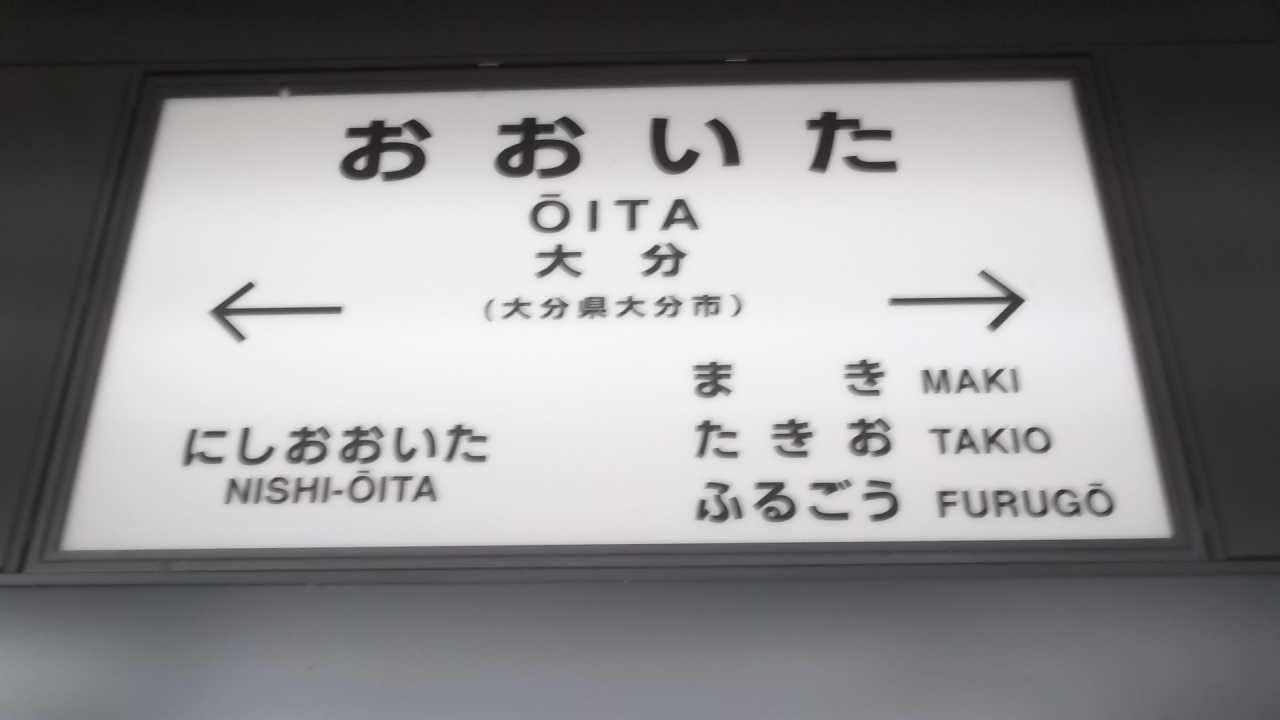 おおいた
ŌITA
大分
(大分県大分市)
← →
にしおおいた
NISHI-ŌITA
まき MAKI
たきお TAKIO
ふるごう FURUGŌ